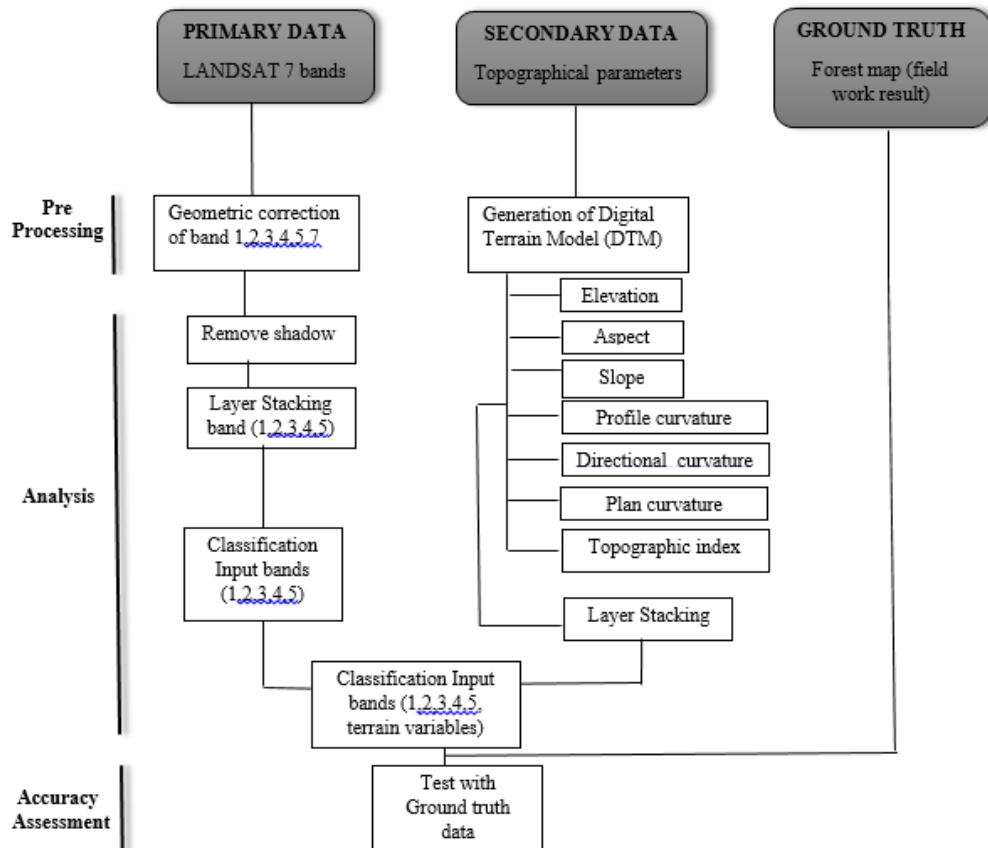 PRIMARY DATA
LANDSAT 7 bands
SECONDARY DATA
Topographical parameters
GROUND TRUTH
Forest map (field
work result)
Pre
Processing
Geometric correction
of band 1,2,3,4,5,7
Generation of Digital
Terrain Model (DTM)
Elevation
Aspect
Slope
Profile curvature
Directional curvature
Plan curvature
Topographic index
Layer Stacking
Analysis
Remove shadow
Layer Stacking
band (1,2,3,4,5)
Classification
Input bands
(1,2,3,4,5)
Classification Input
bands (1,2,3,4,5,
terrain variables)
Accuracy
Assessment
Test with
Ground truth
data